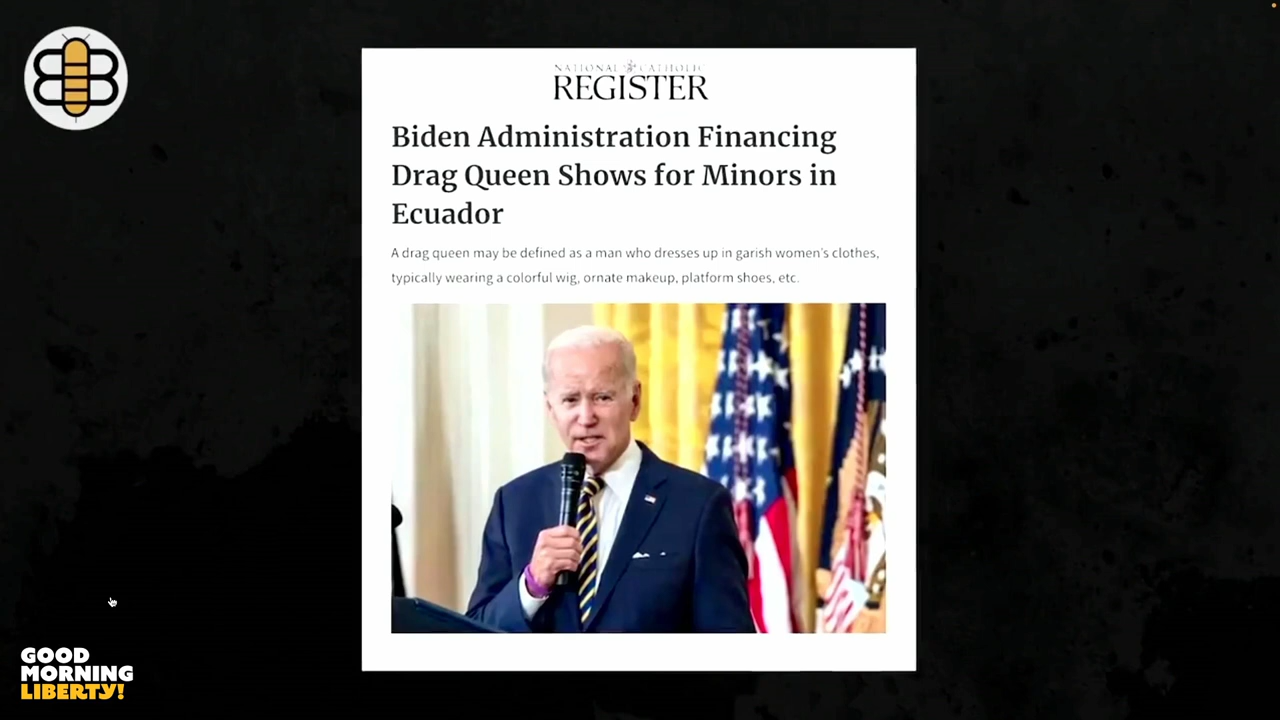 NATIONAL CATHOLIC
REGISTER
Biden Administration Financing
Drag Queen Shows for Minors in
Ecuador
A drag queen may be defined as a man who dresses up in garish women's clothes,
typically wearing a colorful wig, ornate makeup, platform shoes, etc.
GOOD
MORNING
LIBERTY!